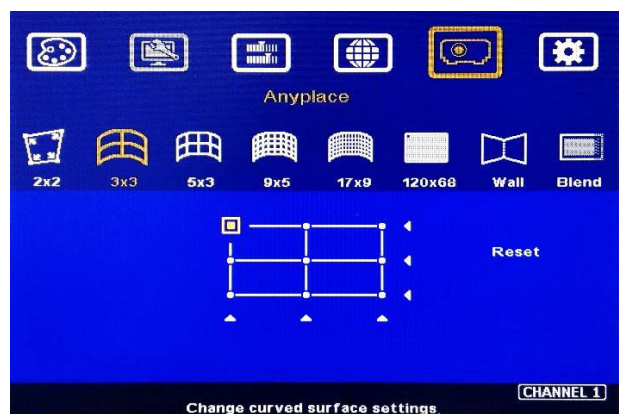 Anyplace
2x2 3x3 5x3 9x5 17x9 120x68 Wall Blend
Reset
CHANNEL 1
Change curved surface settings